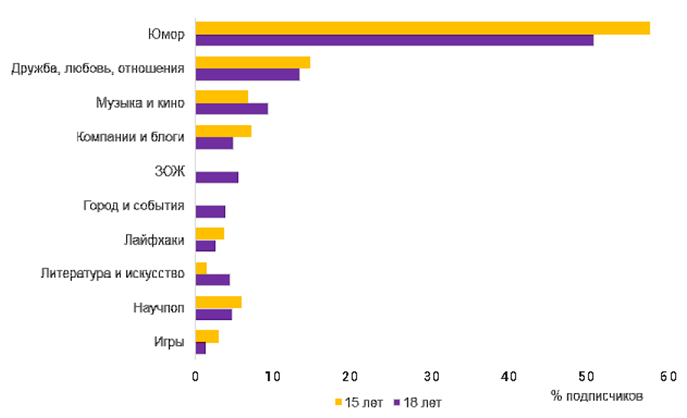 Юмор
Дружба, любовь, отношения
Музыка и кино
Компании и блоги
ЗОЖ
Город и события
Лайфхаки
Литература и искусство
Научпоп
Игры
0 10 20 30 40 50 60
% подписчиков
15 лет 18 лет